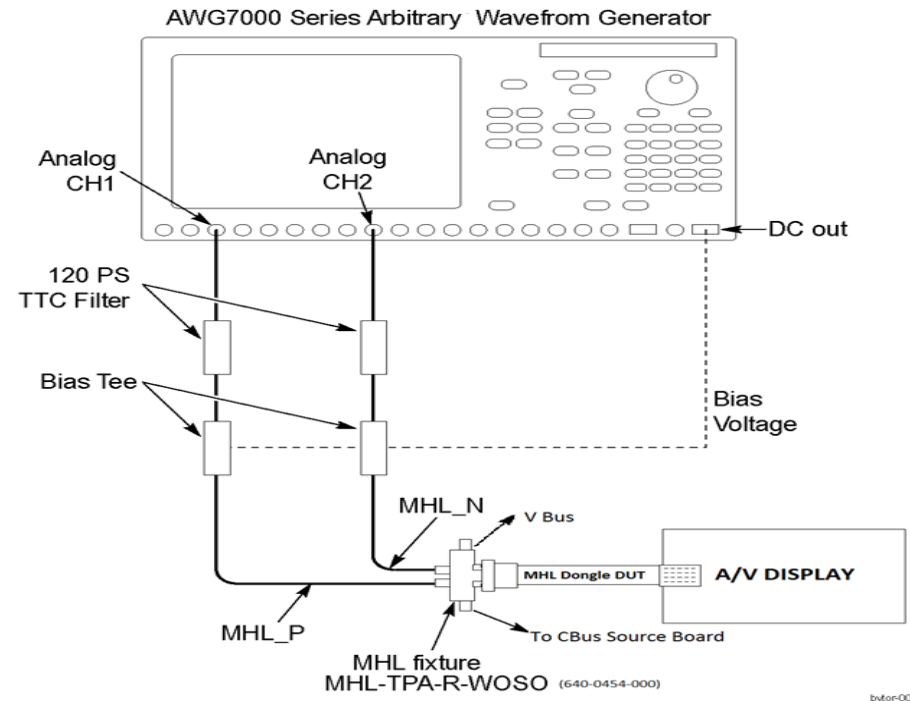 AWG7000 Series Arbitrary Wavefrom Generator
Analog
CH1
Analog
CH2
DC out
120 PS
TTC Filter
Bias Tee
Bias
Voltage
MHL_N
V Bus
MHL Dongle DUT
A/V DISPLAY
MHL_P
To CBus Source Board
MHL fixture
MHL-TPA-R-WOSO (640-0454-000)